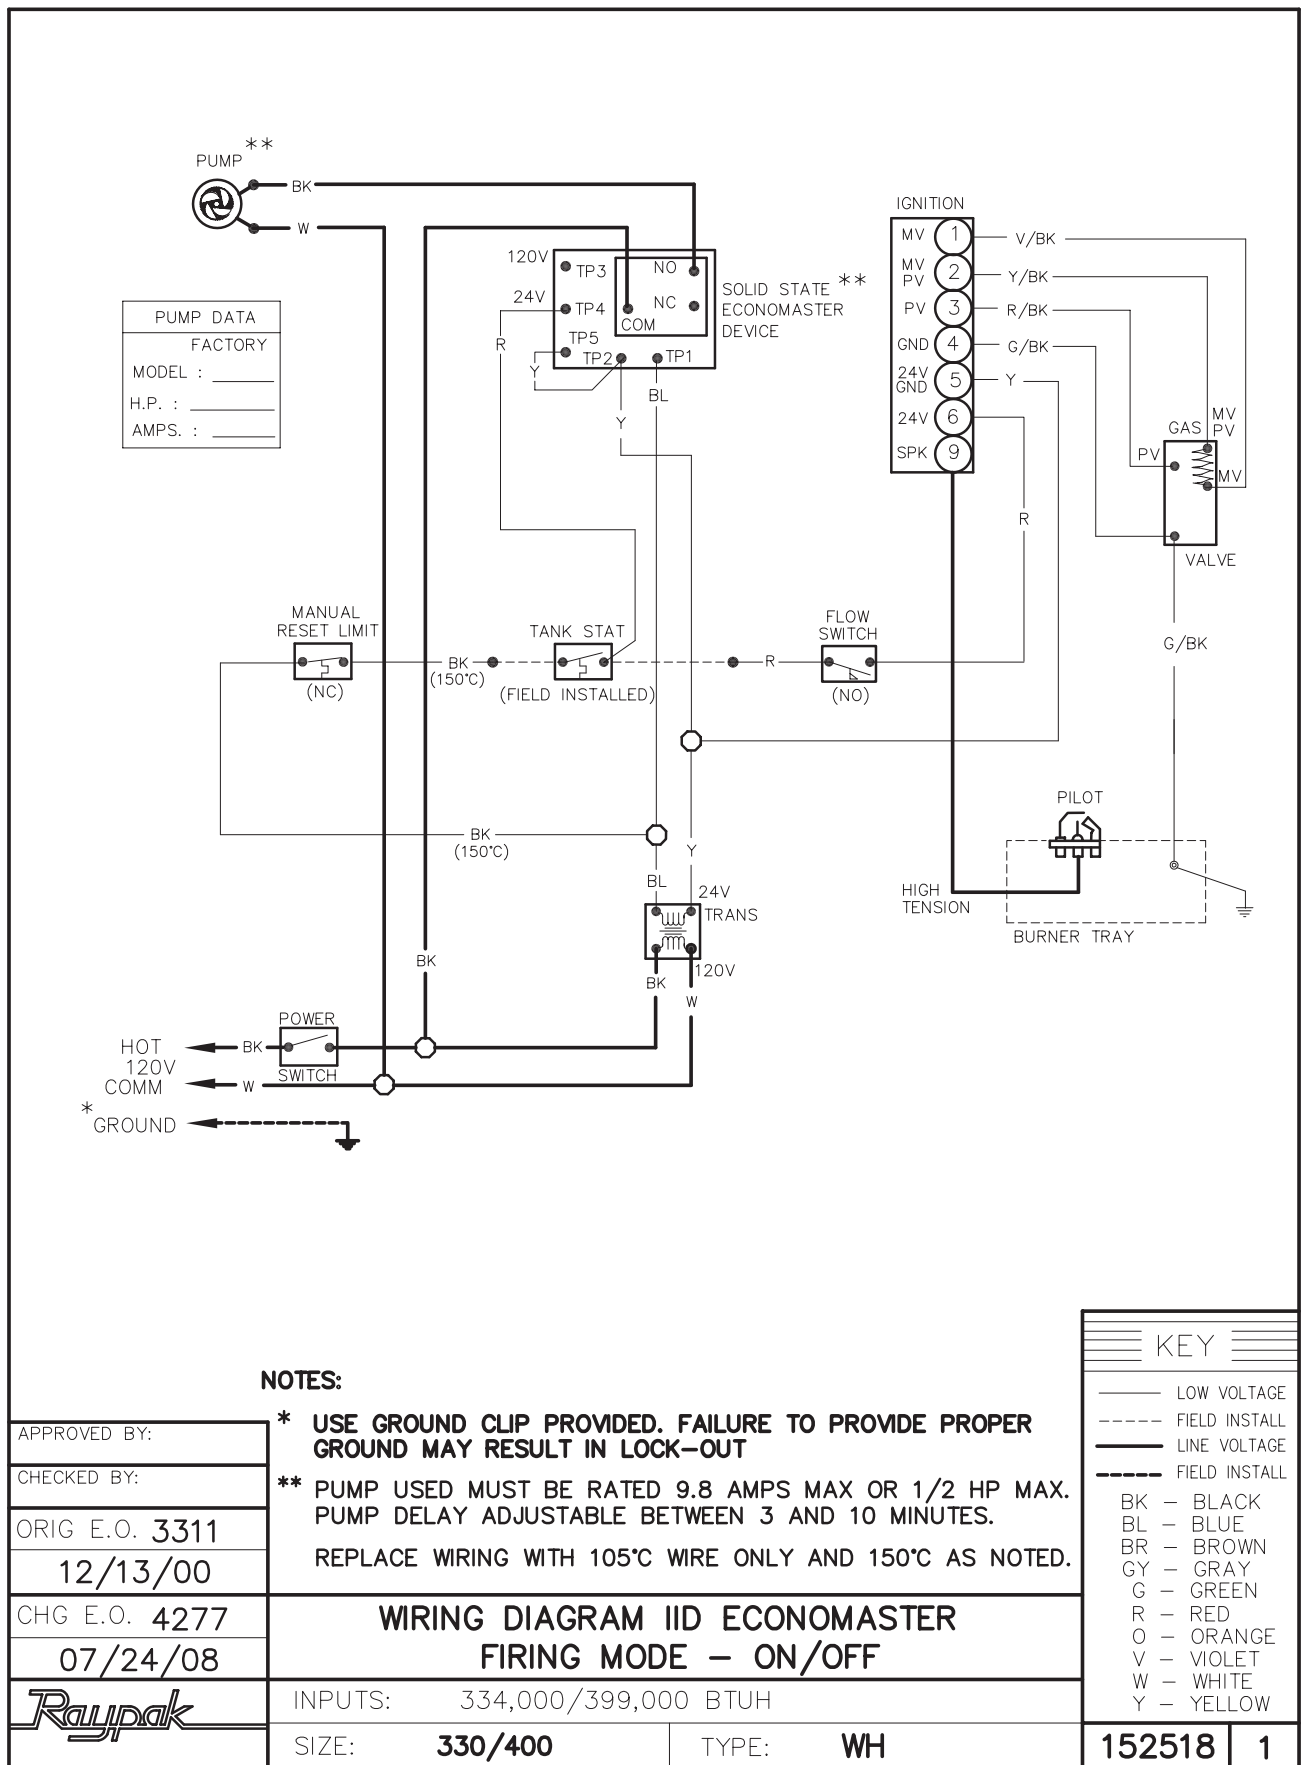 **
PUMP
BK
W
PUMP DATA
FACTORY
MODEL :
H.P. :
AMPS. :
120V
TP3
24V
TP4
TP5
TP2
TP1
NO
NC
COM
SOLID STATE **
ECONOMASTER
DEVICE
R
Y
Y
BL
IGNITION
MV 1
MV
PV 2
PV 3
GND 4
24V
GND 5
24V 6
SPK 9
V/BK
Y/BK
R/BK
G/BK
Y
R
GAS
MV
PV
PV
MV
VALVE
G/BK
MANUAL
RESET LIMIT
(NC)
BK
(150°C)
TANK STAT
(FIELD INSTALLED)
R
FLOW
SWITCH
(NO)
BK
(150°C)
BL
Y
24V
TRANS
120V
BK
W
BK
PILOT
HIGH
TENSION
BURNER TRAY
POWER
SWITCH
HOT
BK
120V
COMM
W
*
GROUND
KEY
LOW VOLTAGE
FIELD INSTALL
LINE VOLTAGE
FIELD INSTALL
BK – BLACK
BL – BLUE
BR – BROWN
GY – GRAY
G – GREEN
R – RED
O – ORANGE
V – VIOLET
W – WHITE
Y – YELLOW
NOTES:
* USE GROUND CLIP PROVIDED. FAILURE TO PROVIDE PROPER
GROUND MAY RESULT IN LOCK–OUT
** PUMP USED MUST BE RATED 9.8 AMPS MAX OR 1/2 HP MAX.
PUMP DELAY ADJUSTABLE BETWEEN 3 AND 10 MINUTES.
REPLACE WIRING WITH 105°C WIRE ONLY AND 150°C AS NOTED.
APPROVED BY:
CHECKED BY:
ORIG E.O. 3311
12/13/00
CHG E.O. 4277
07/24/08
Raypak
WIRING DIAGRAM IID ECONOMASTER
FIRING MODE – ON/OFF
INPUTS: 334,000/399,000 BTUH
SIZE: 330/400
TYPE: WH
152518
1